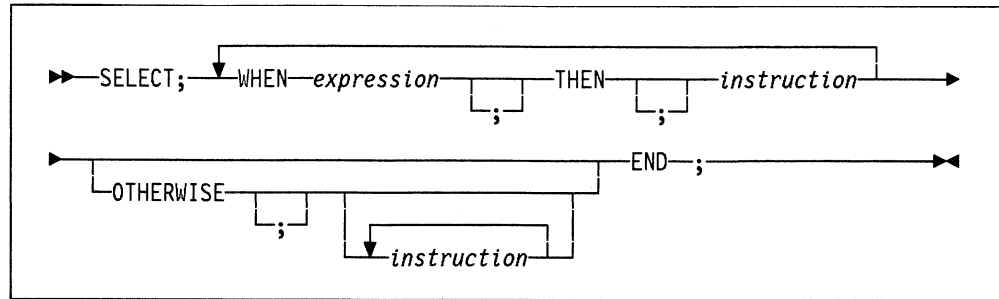 SELECT; WHEN expression ; THEN ; instruction
OTHERWISE ; instruction END ;